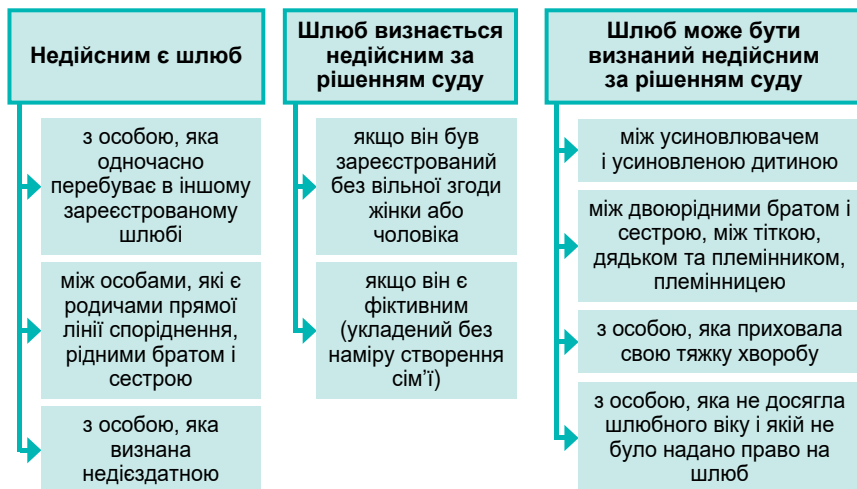 Недійсним є шлюб
з особою, яка
одночасно
перебуває в іншому
зареєстрованому
шлюбі
між особами, які є
родичами прямої
лінії споріднення,
рідними братом і
сестрою
з особою, яка
визнана
недієздатною
Шлюб визнається
недійсним за
рішенням суду
якщо він був
зареєстрований
без вільної згоди
жінки або
чоловіка
якщо він є
фіктивним
(укладений без
наміру створення
сім’ї)
Шлюб може бути
визнаний недійсним
за рішенням суду
між усиновлювачем
і усиновленою дитиною
між двоюрідними братом і
сестрою, між тіткою,
дядьком та племінником,
племінницею
з особою, яка приховала
свою тяжку хворобу
з особою, яка не досягла
шлюбного віку і якій не
було надано право на
шлюб